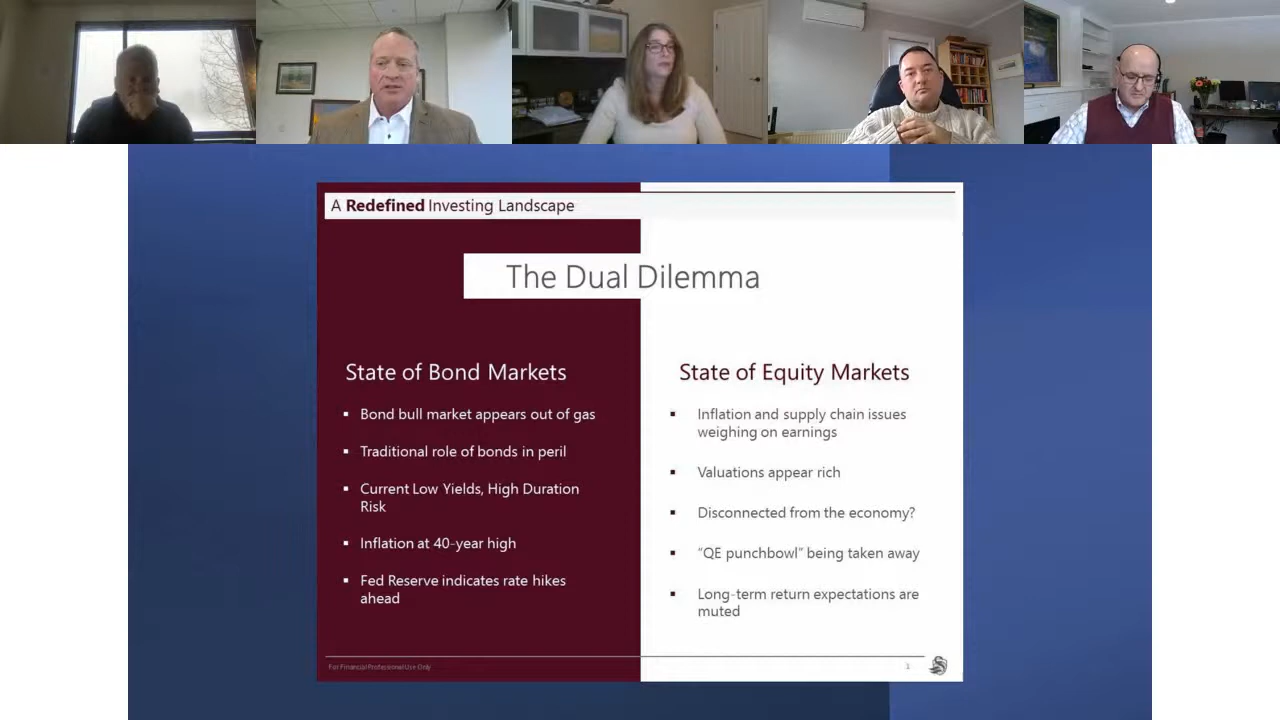 A Redefined Investing Landscape
The Dual Dilemma
State of Bond Markets
▪ Bond bull market appears out of gas
▪ Traditional role of bonds in peril
▪ Current Low Yields, High Duration
Risk
▪ Inflation at 40-year high
▪ Fed Reserve indicates rate hikes
ahead
State of Equity Markets
▪ Inflation and supply chain issues
weighing on earnings
▪ Valuations appear rich
▪ Disconnected from the economy?
▪ “QE punchbowl” being taken away
▪ Long-term return expectations are
muted
For Financial Professional Use Only